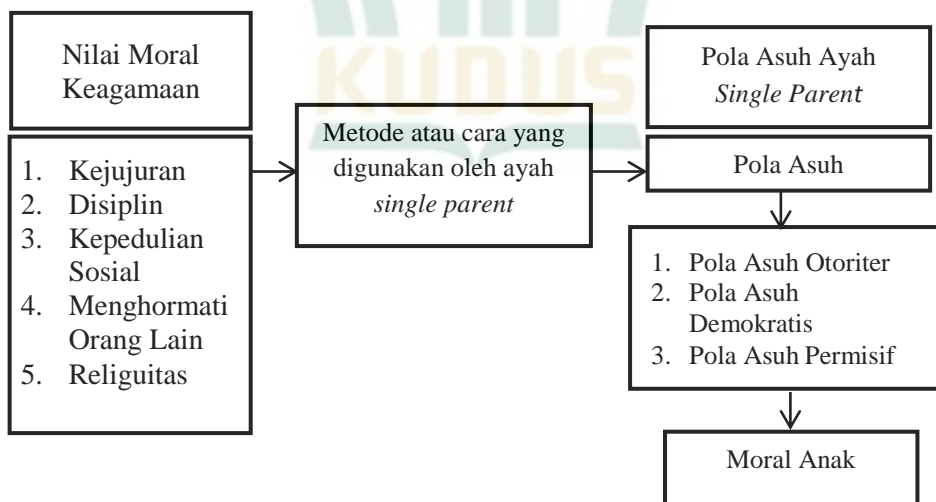 Nilai Moral
Keagamaan
1. Kejujuran
2. Disiplin
3. Kepedulian
Sosial
4. Menghormati
Orang Lain
5. Religuitas
KUDUS
Metode atau cara yang
digunakan oleh ayah
single parent
Pola Asuh Ayah
Single Parent
Pola Asuh
1. Pola Asuh Otoriter
2. Pola Asuh
Demokratis
3. Pola Asuh Permisif
Moral Anak